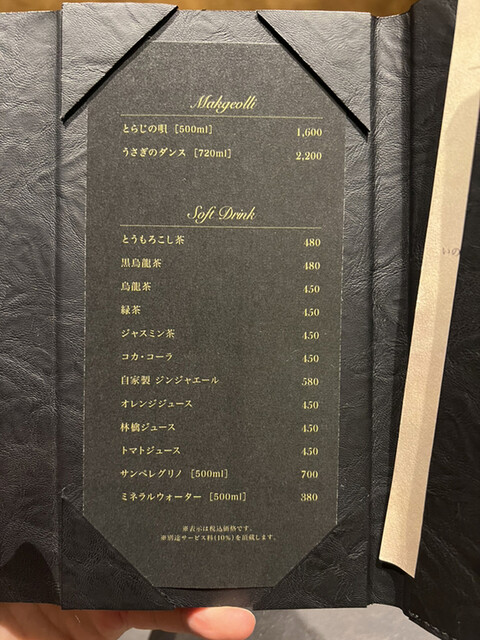 Makgeolli
とらじの唄 [500ml] 1,600
うさぎのダンス [720ml] 2,200
Soft Drink
とうもろこし茶 480
黒烏龍茶 480
烏龍茶 450
緑茶 450
ジャスミン茶 450
コカ・コーラ 450
自家製 ジンジャエール 580
オレンジジュース 450
林檎ジュース 450
トマトジュース 450
サンペレグリノ [500ml] 700
ミネラルウォーター [500ml] 380
※表示は税込価格です。
※別途サービス料(10%)を頂戴します。
いの